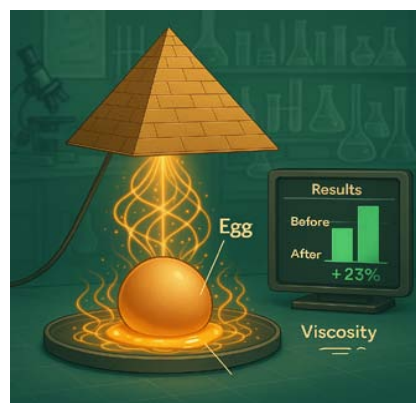 Egg
Results
Before
After
+23%
Viscosity